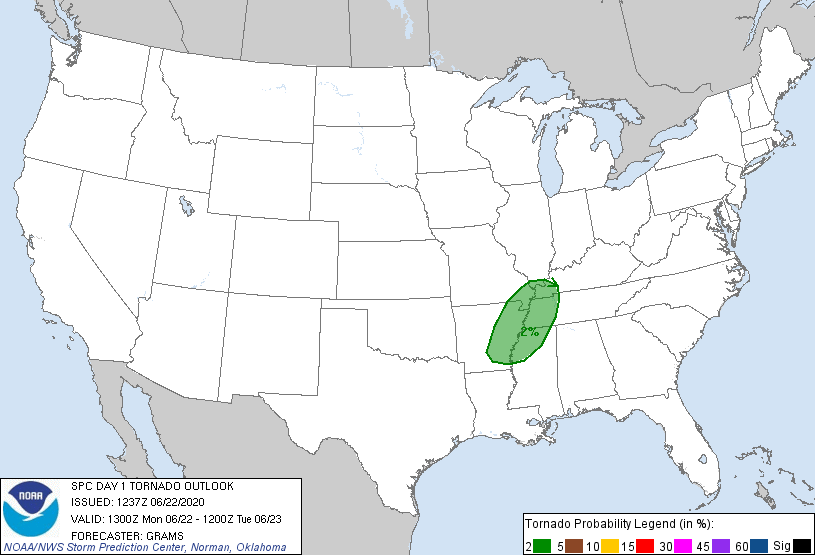 2%
SPC DAY 1 TORNADO OUTLOOK
ISSUED: 1237Z 06/22/2020
VALID: 1300Z Mon 06/22 - 1200Z Tue 06/23
FORECASTER: GRAMS
NOAA/NWS Storm Prediction Center, Norman, Oklahoma
NOAA
Tornado Probability Legend (in %):
2 5 10 15 30 45 60 Sig